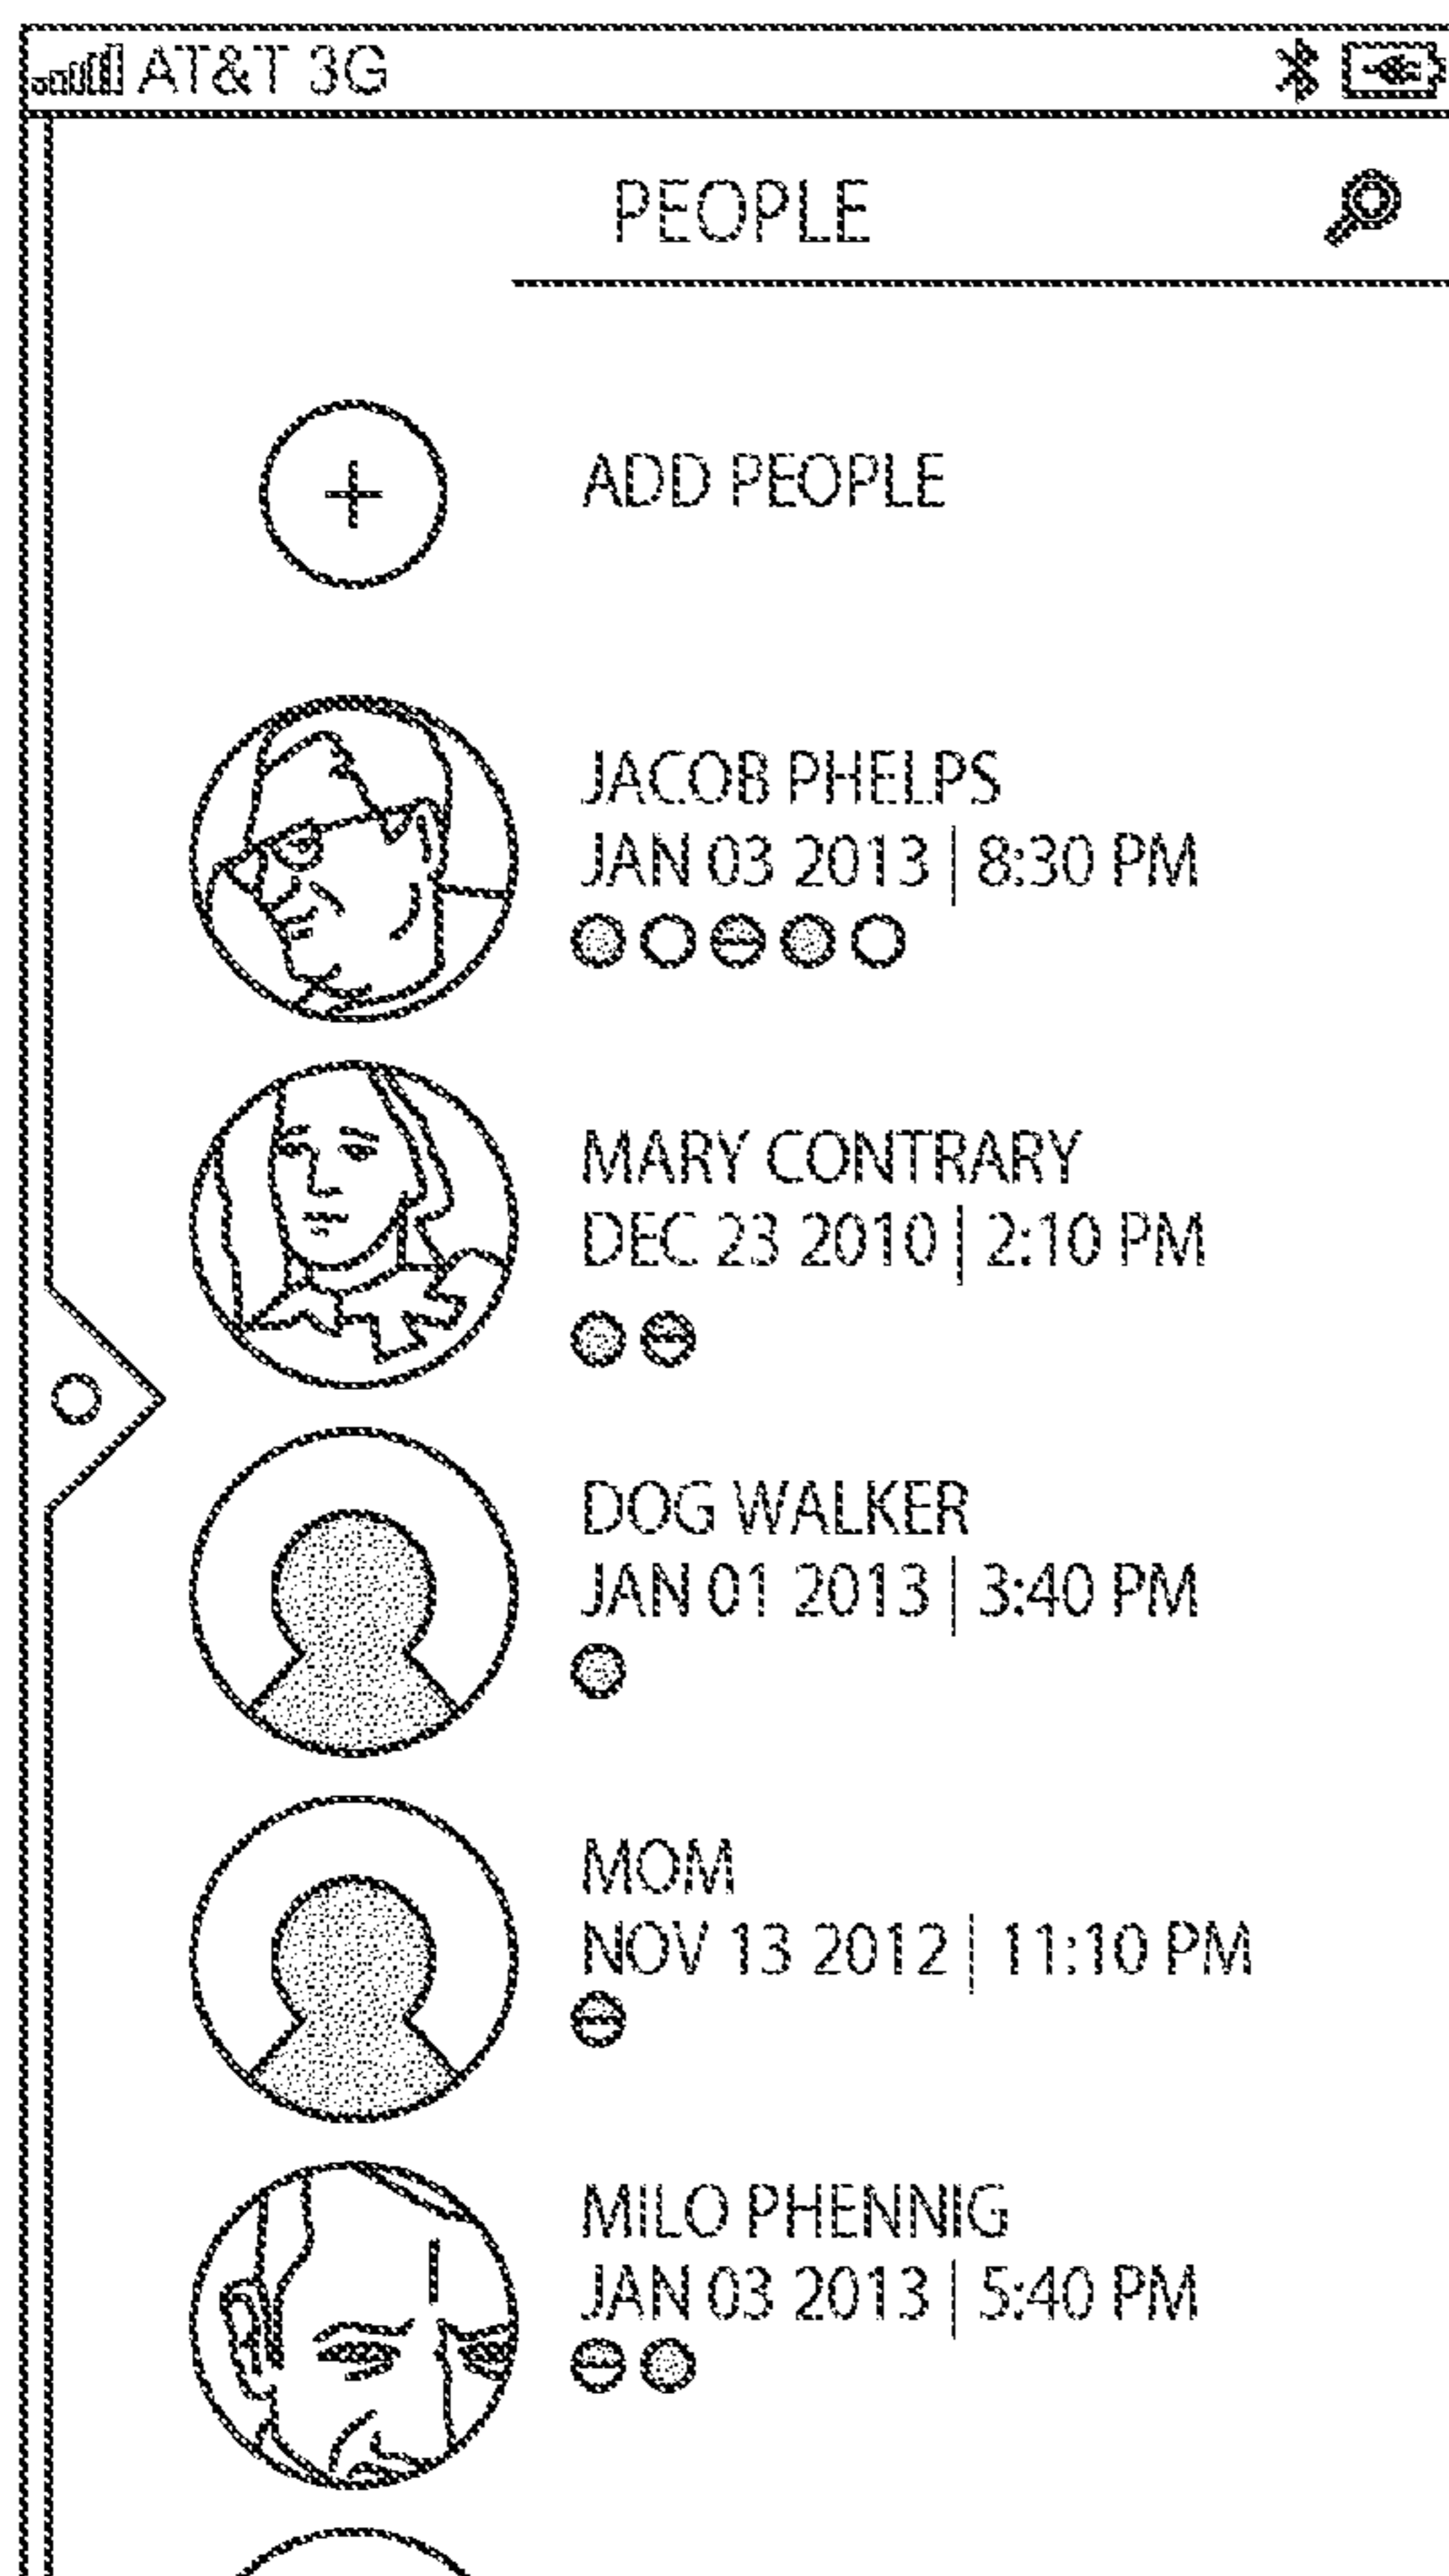 AT&T 3G
PEOPLE
ADD PEOPLE
JACOB PHELPS
JAN 03 2013 | 8:30 PM
MARY CONTRARY
DEC 23 2010 | 2:10 PM
DOG WALKER
JAN 01 2013 | 3:40 PM
MOM
NOV 13 2012 | 11:10 PM
MILO PHENNIG
JAN 03 2013 | 5:40 PM